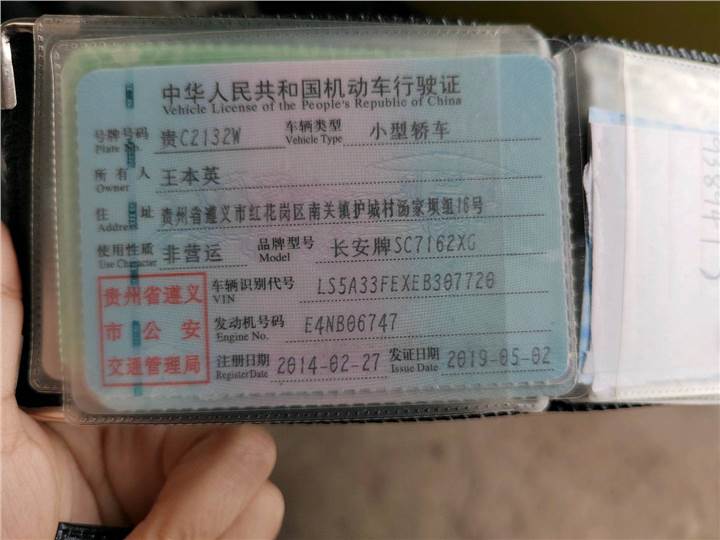 中华人民共和国机动车行驶证
Vehicle License of the People's Republic of China
号牌号码 贵C2132W 车辆类型 小型轿车
Plate No. Vehicle Type
所有人 王本英
Owner
住址 贵州省遵义市红花岗区南关镇护城村汤家坝组16号
Address
使用性质 非营运 品牌型号 长安牌SC7162XG
Use Character Model
贵州省遵义
市公安
交通管理局
车辆识别代号 LS5A33FEXEB307720
VIN
发动机号码 E4NB06747
Engine No.
注册日期 2014-02-27 发证日期 2019-05-02
Register Date Issue Date